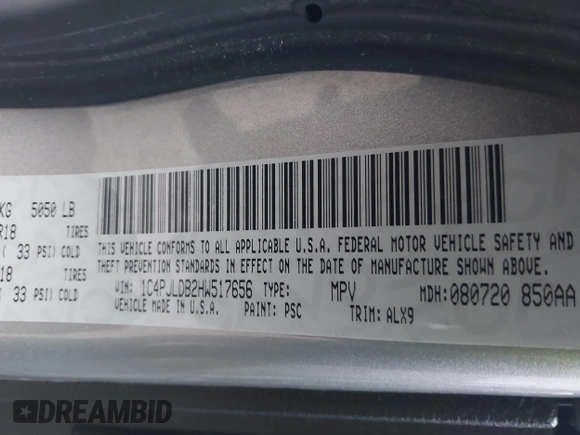 KG 5050 LB
R18 TIRES
( 33 PSI) COLD
18 TIRES
( 33 PSI) COLD
THIS VEHICLE CONFORMS TO ALL APPLICABLE U.S.A. FEDERAL MOTOR VEHICLE SAFETY AND
THEFT PREVENTION STANDARDS IN EFFECT ON THE DATE OF MANUFACTURE SHOWN ABOVE.
VIN: 1C4PJLDB2HW517656 TYPE: MPV MDH: 080720 850AA
VEHICLE MADE IN U.S.A. PAINT: PSC TRIM: ALX9
DREAMBID